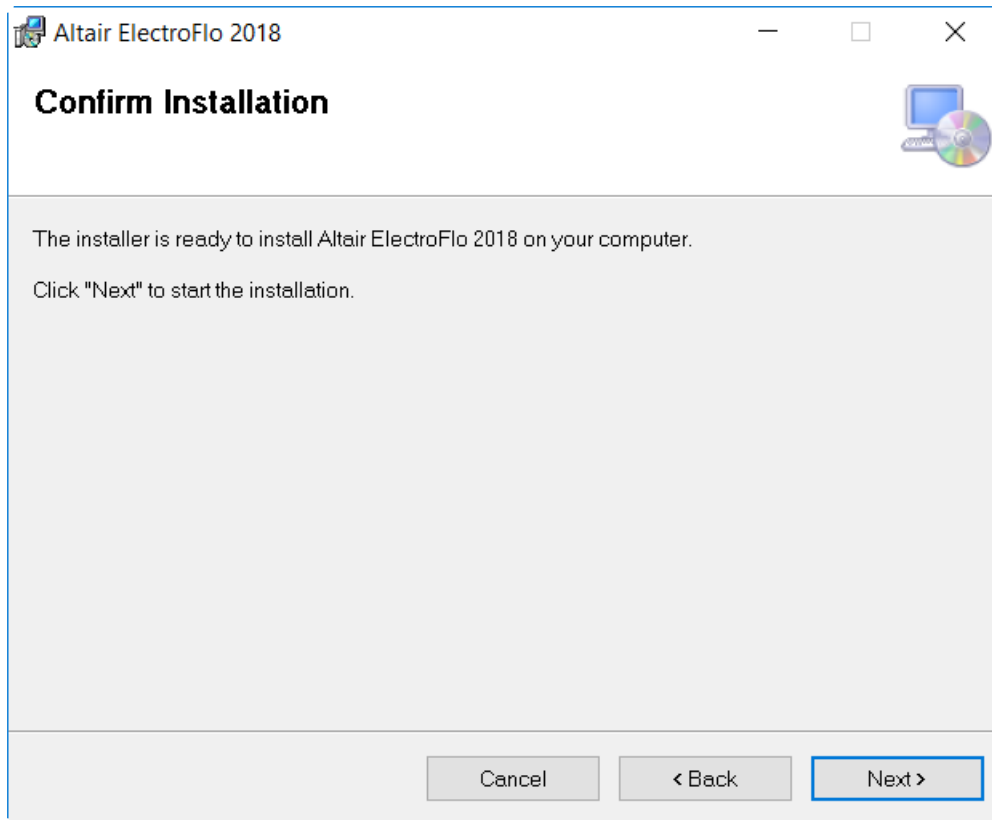 Altair ElectroFlo 2018
Confirm Installation
The installer is ready to install Altair ElectroFlo 2018 on your computer.
Click "Next" to start the installation.
Cancel
< Back
Next >